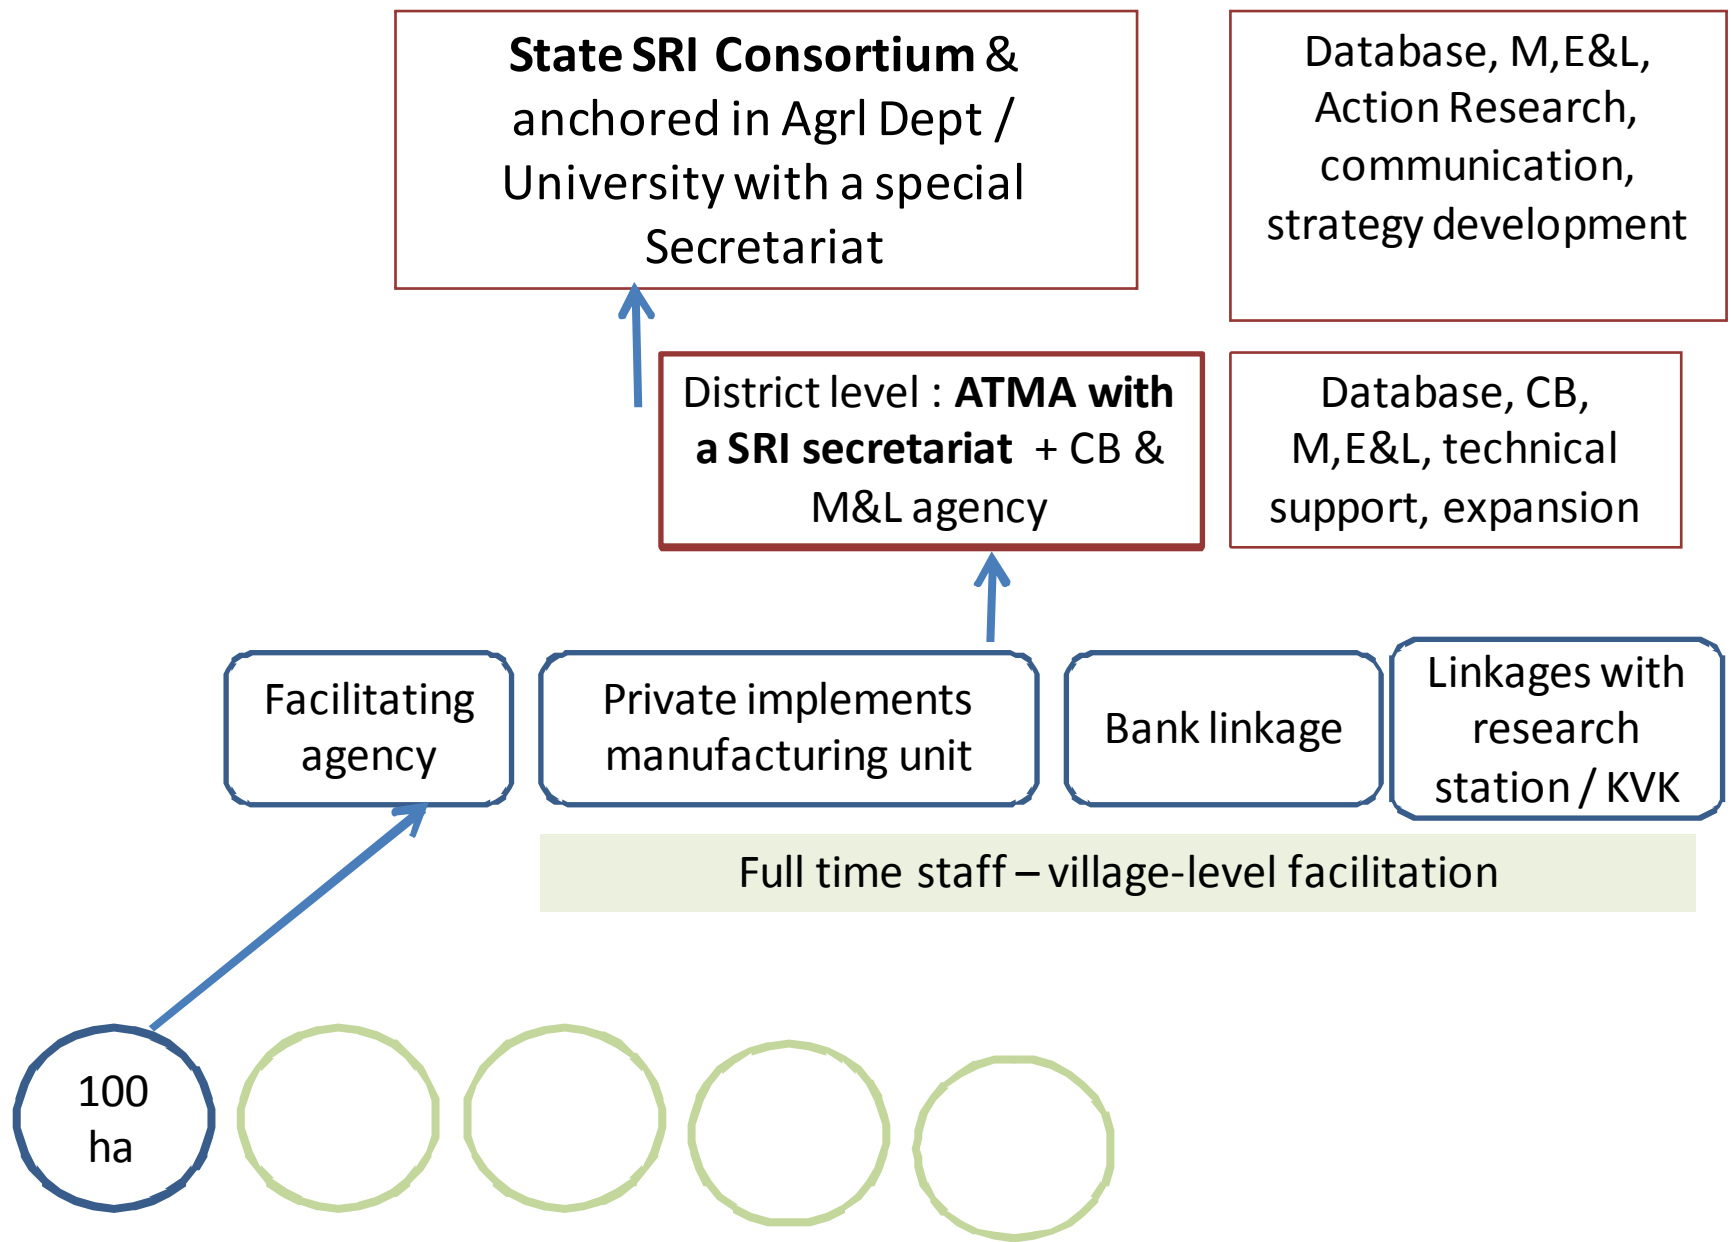 State SRI Consortium &
anchored in Agrl Dept /
University with a special
Secretariat
Database, M,E&L,
Action Research,
communication,
strategy development
District level : ATMA with
a SRI secretariat + CB &
M&L agency
Database, CB,
M,E&L, technical
support, expansion
Facilitating
agency
Private implements
manufacturing unit
Bank linkage
Linkages with
research
station / KVK
Full time staff – village-level facilitation
100
ha